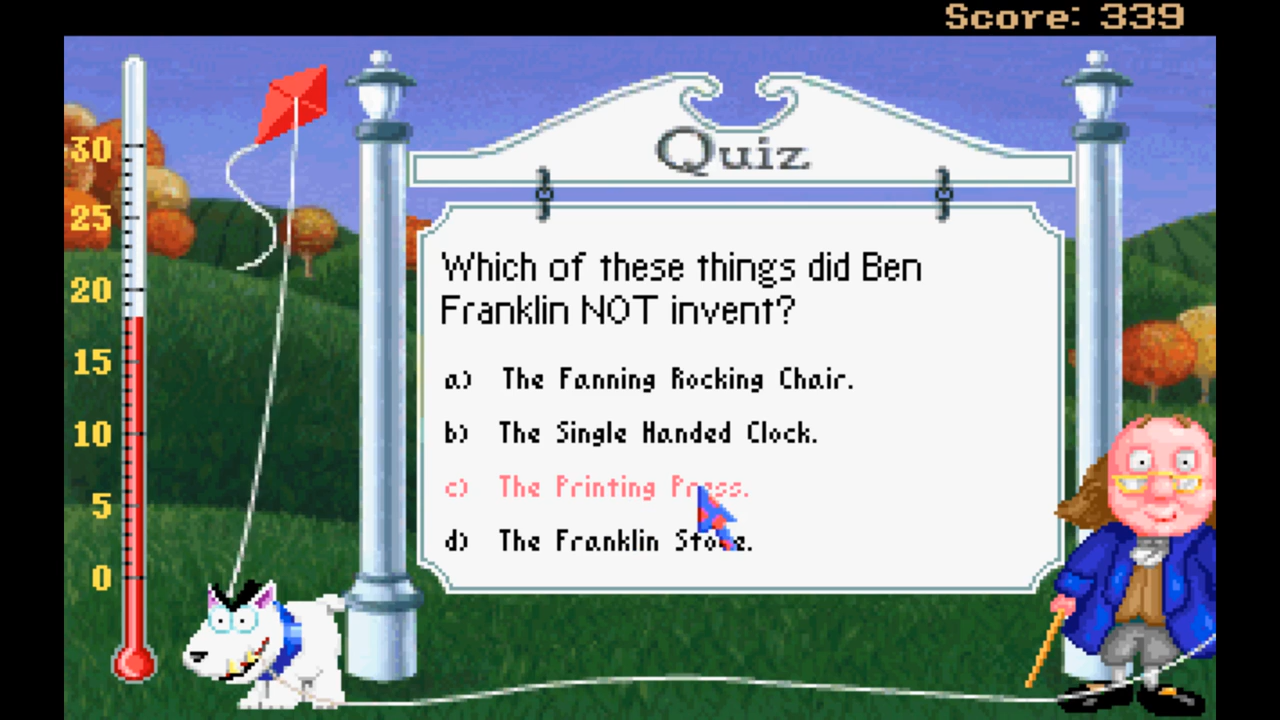 Score: 339
Quiz
30
25
20
15
10
5
0
Which of these things did Ben
Franklin NOT invent?
a) The Fanning Rocking Chair.
b) The Single Handed Clock.
c) The Printing Press.
d) The Franklin Stove.